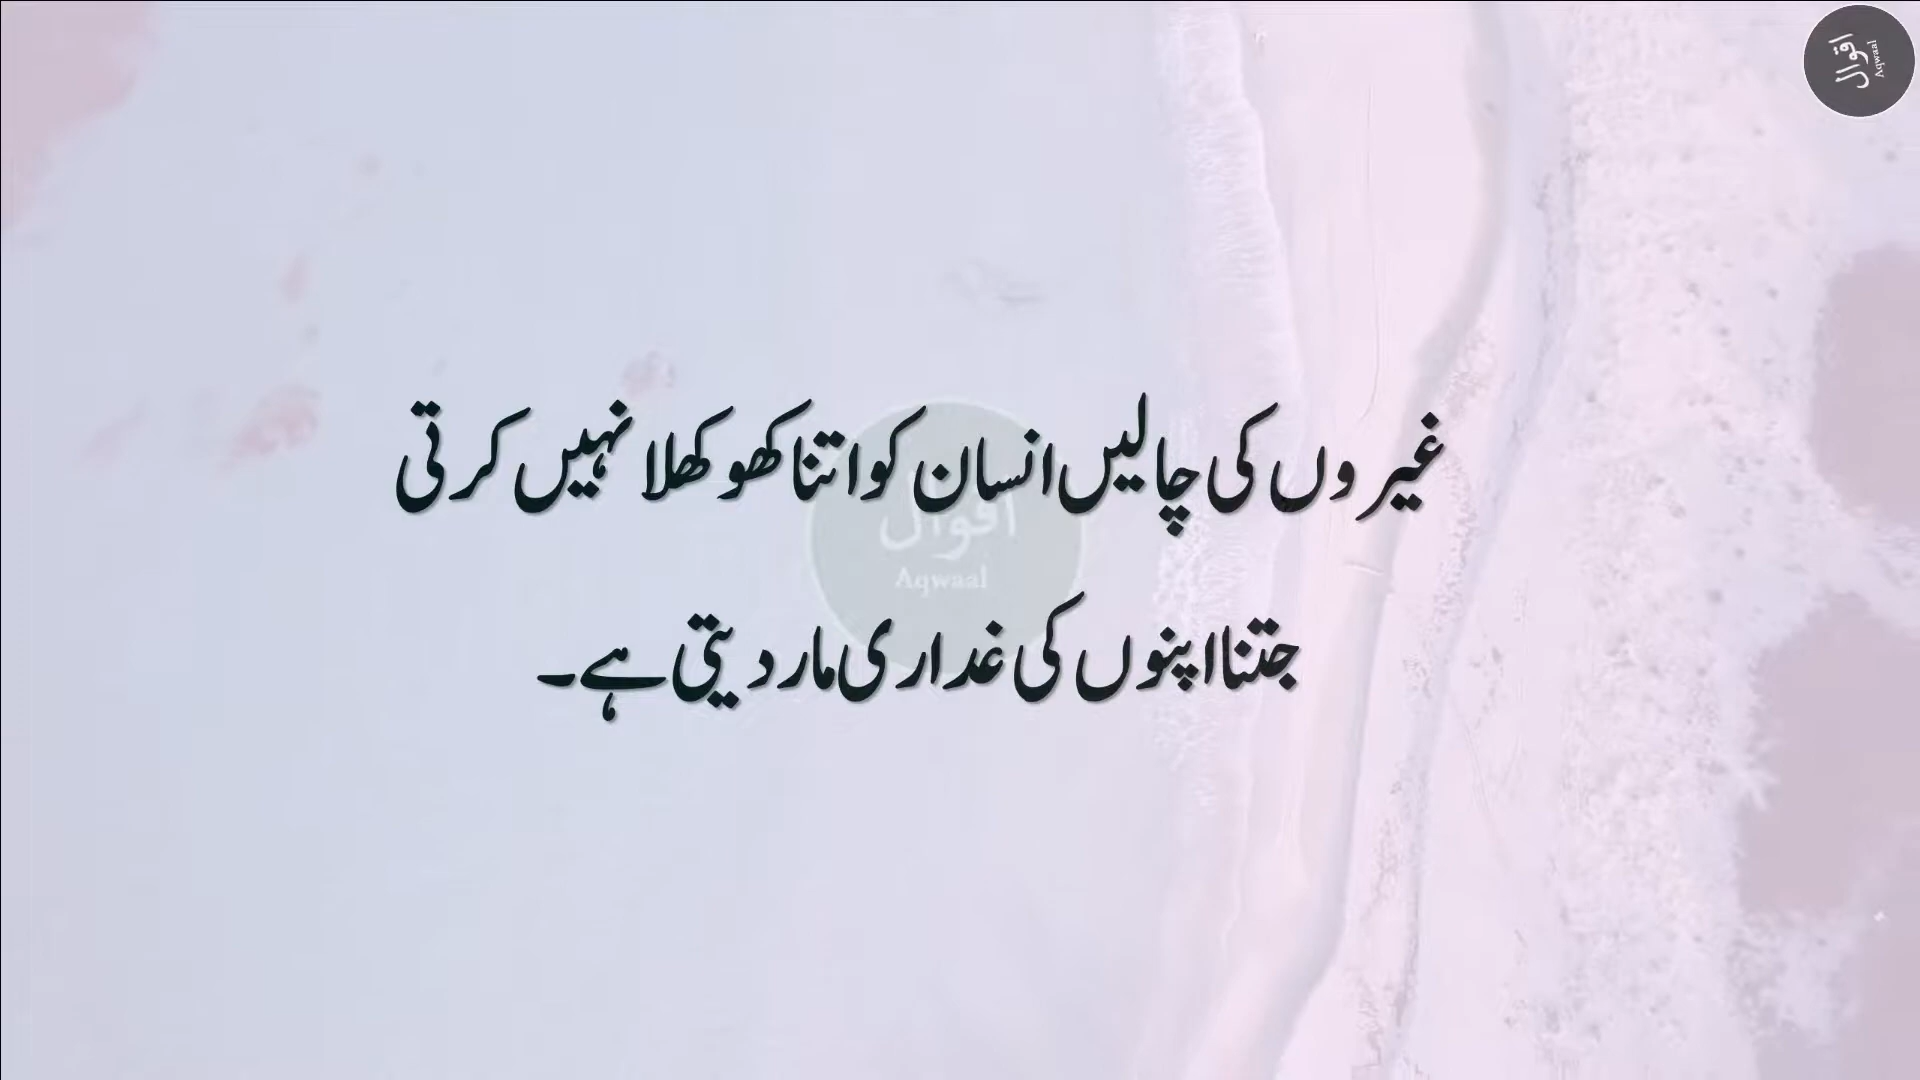 اقوال
Aqwaal
غیروں کی چالیں انسان کو اتنا کھوکھلا نہیں کرتی
اقوال
Aqwaal
جتنا اپنوں کی غداری مار دیتی ہے۔